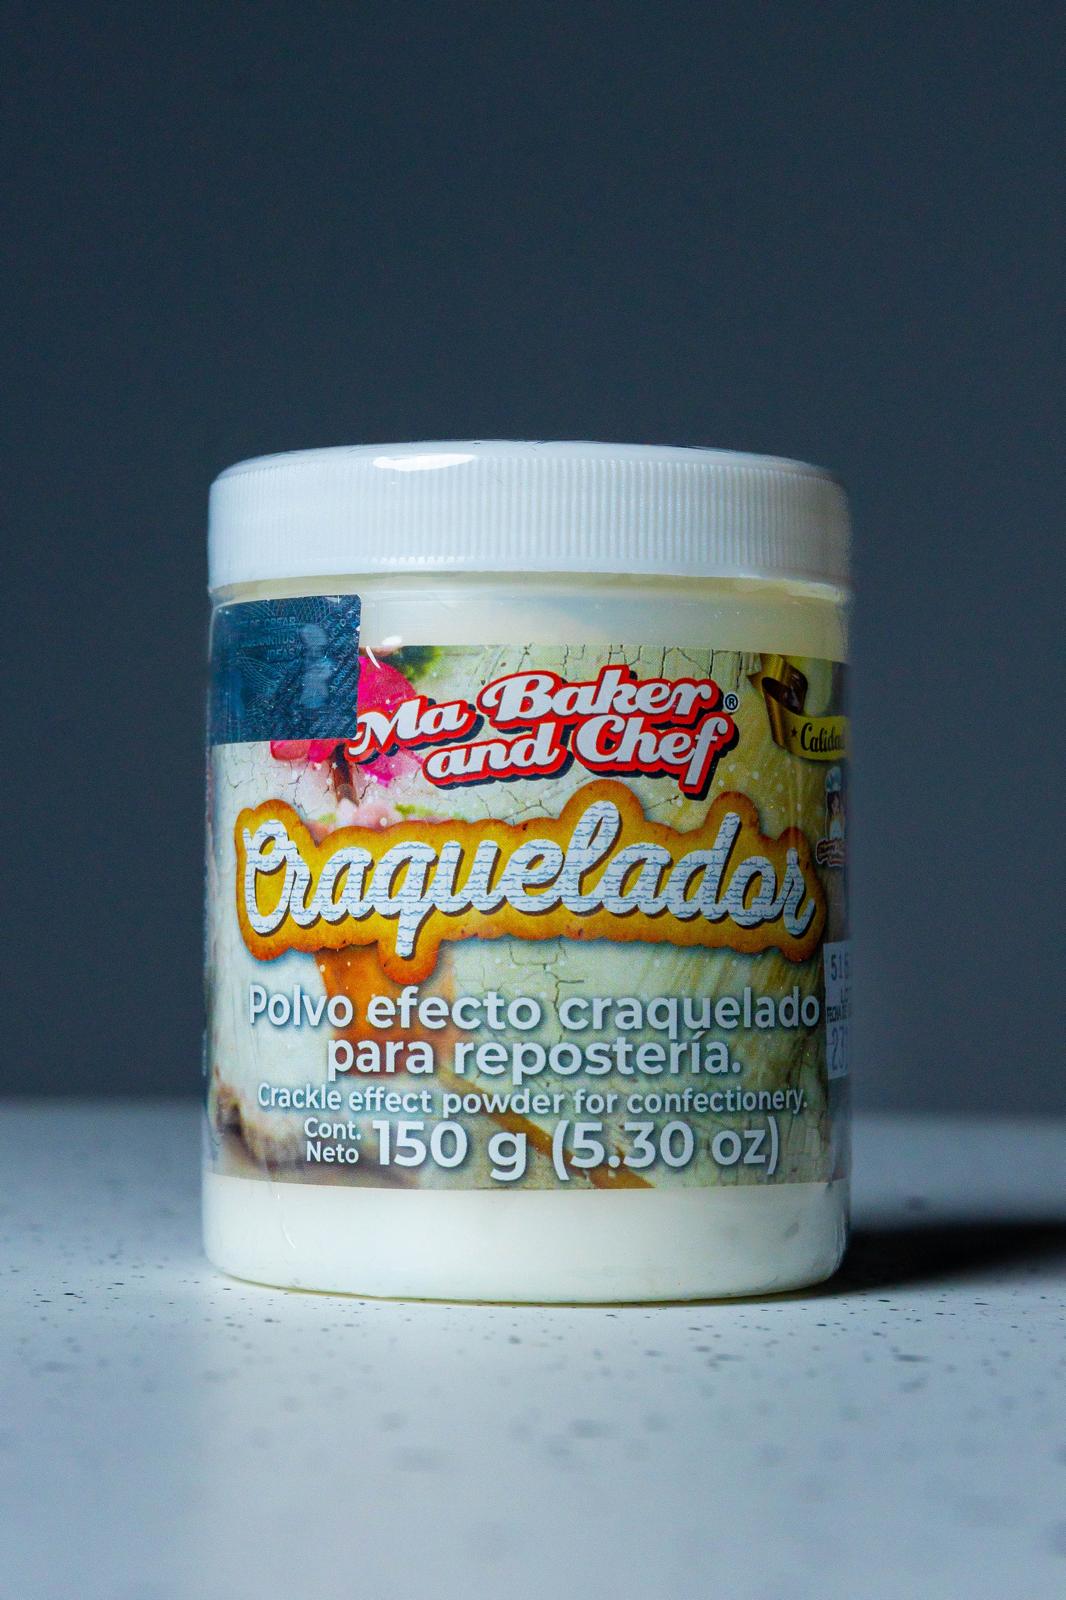 Ma Baker
and Chef®
Calidad
Craquelador
Polvo efecto craquelado
para repostería.
Crackle effect powder for confectionery.
Cont.
Neto
150 g (5.30 oz)